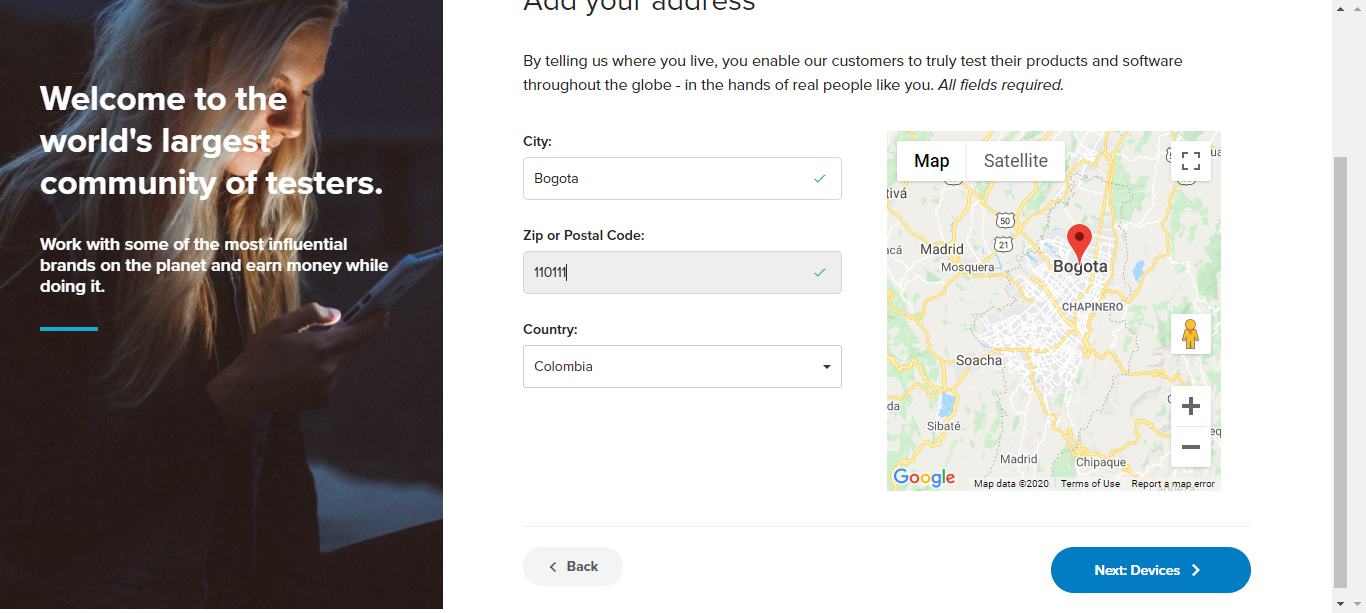 Add your address
Welcome to the
world's largest
community of testers.
Work with some of the most influential
brands on the planet and earn money while
doing it.
By telling us where you live, you enable our customers to truly test their products and software
throughout the globe - in the hands of real people like you. All fields required.
City:
Bogota
Zip or Postal Code:
110111
Country:
Colombia
Map
Satellite
tivá
50
21
acá
Madrid
Mosquera
Bogota
CHAPINERO
Soacha
da
Sibaté
Madrid
Chipaque
Google
Map data ©2020
Terms of Use
Report a map error
Back
Next: Devices